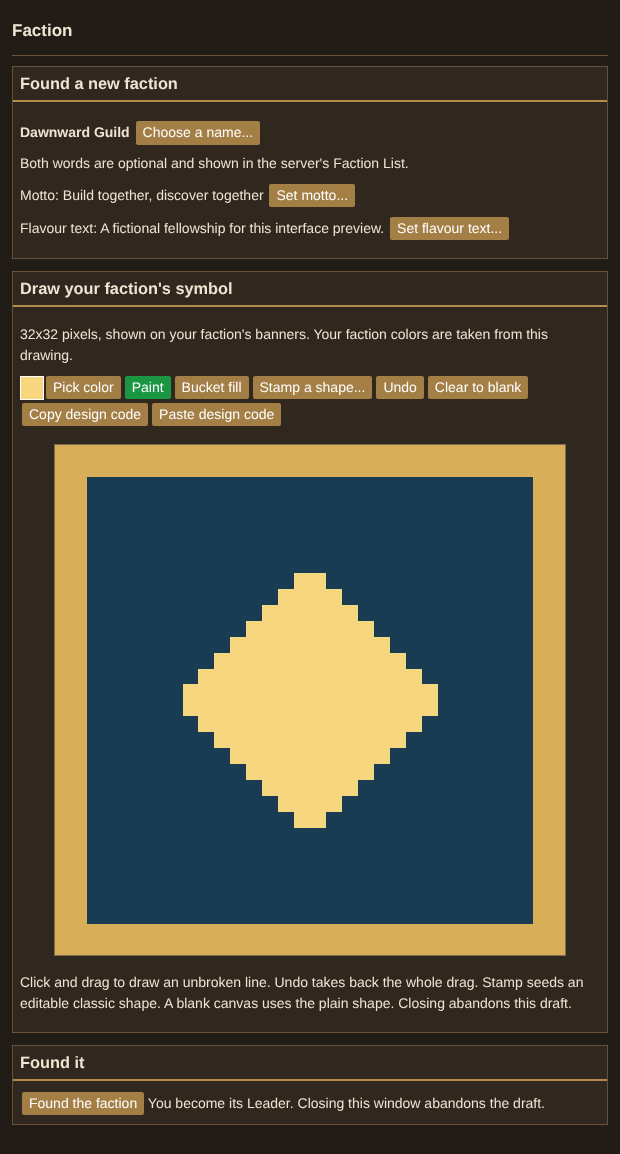 Faction
Found a new faction
Dawnward Guild Choose a name...
Both words are optional and shown in the server's Faction List.
Motto: Build together, discover together Set motto...
Flavour text: A fictional fellowship for this interface preview. Set flavour text...
Draw your faction's symbol
32x32 pixels, shown on your faction's banners. Your faction colors are taken from this
drawing.
Pick color Paint Bucket fill Stamp a shape... Undo Clear to blank
Copy design code Paste design code
Click and drag to draw an unbroken line. Undo takes back the whole drag. Stamp seeds an
editable classic shape. A blank canvas uses the plain shape. Closing abandons this draft.
Found it
Found the faction You become its Leader. Closing this window abandons the draft.